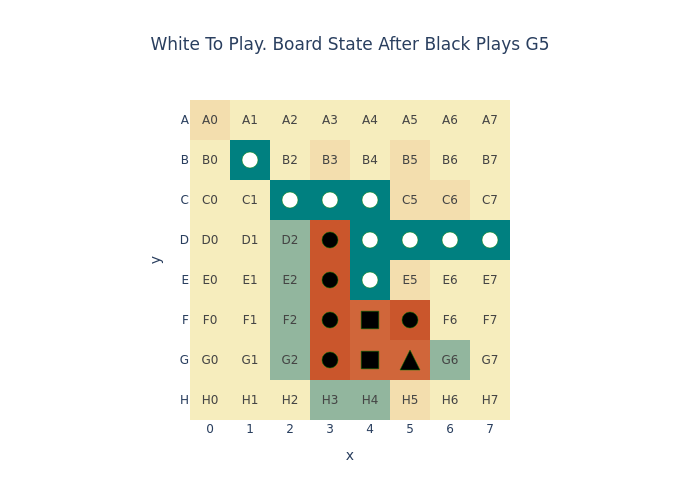 White To Play. Board State After Black Plays G5
A A0 A1 A2 A3 A4 A5 A6 A7
B B0 B2 B3 B4 B5 B6 B7
C C0 C1 C5 C6 C7
D D0 D1 D2
E E0 E1 E2 E5 E6 E7
F F0 F1 F2 F6 F7
G G0 G1 G2 G6 G7
H H0 H1 H2 H3 H4 H5 H6 H7
0 1 2 3 4 5 6 7
x
y